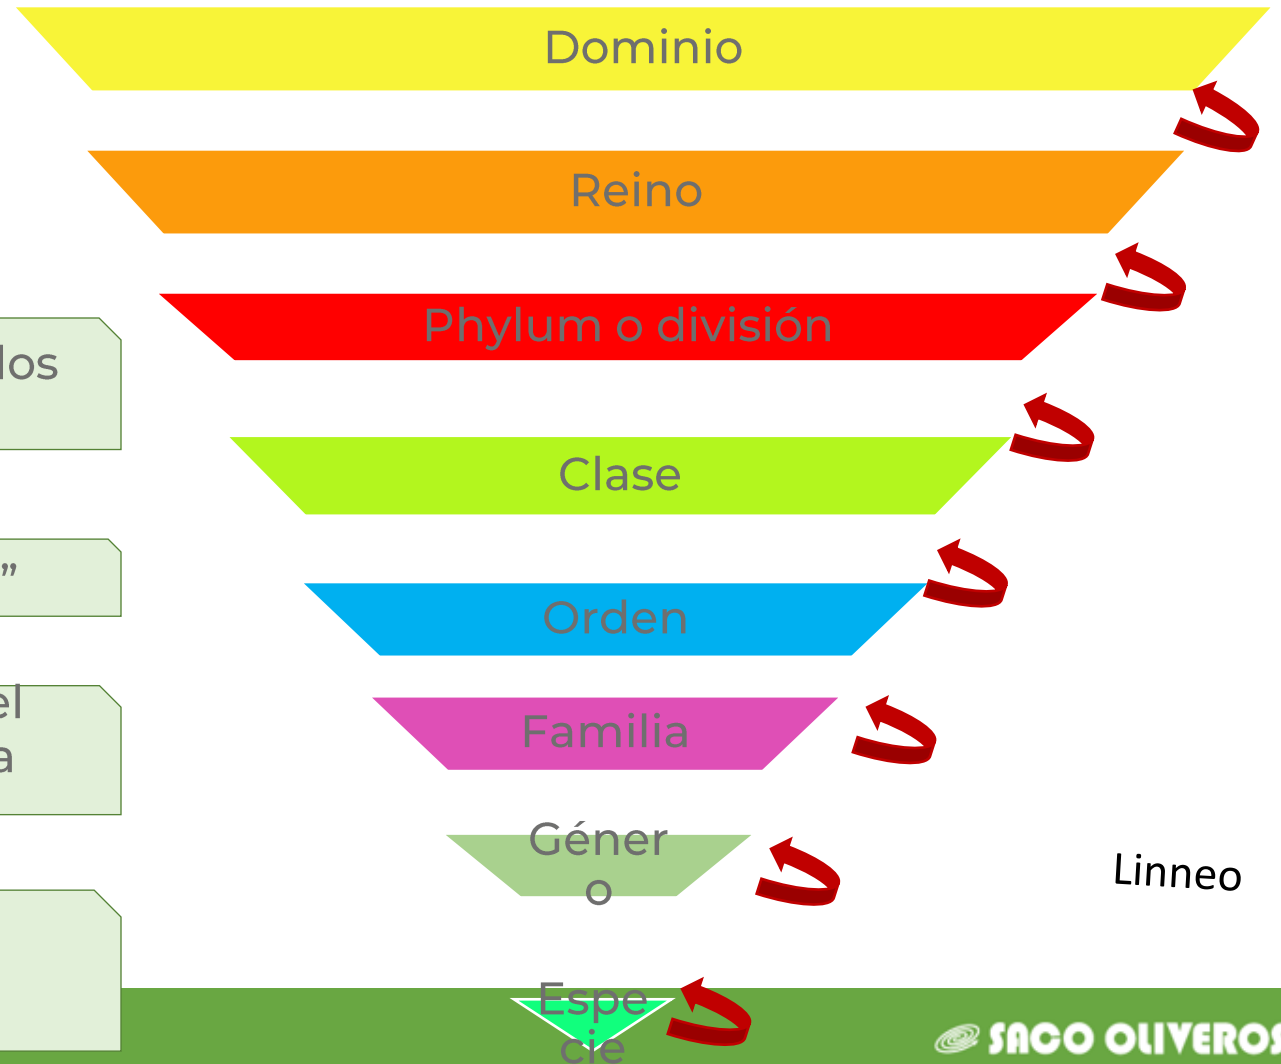 Dominio
Reino
Phylum o división
los
Clase
”
Orden
el
a
Familia
Géner
o
Linneo
Espe
cie
SACO OLIVEROS